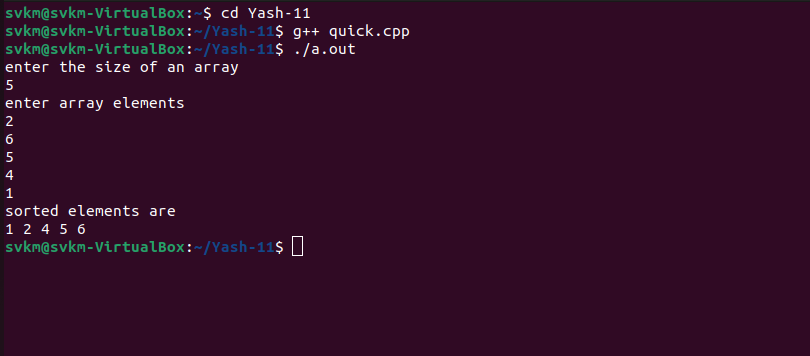 svkm@svkm-VirtualBox:~$ cd Yash-11
svkm@svkm-VirtualBox:~/Yash-11$ g++ quick.cpp
svkm@svkm-VirtualBox:~/Yash-11$ ./a.out
enter the size of an array
5
enter array elements
2
6
5
4
1
sorted elements are
1 2 4 5 6
svkm@svkm-VirtualBox:~/Yash-11$